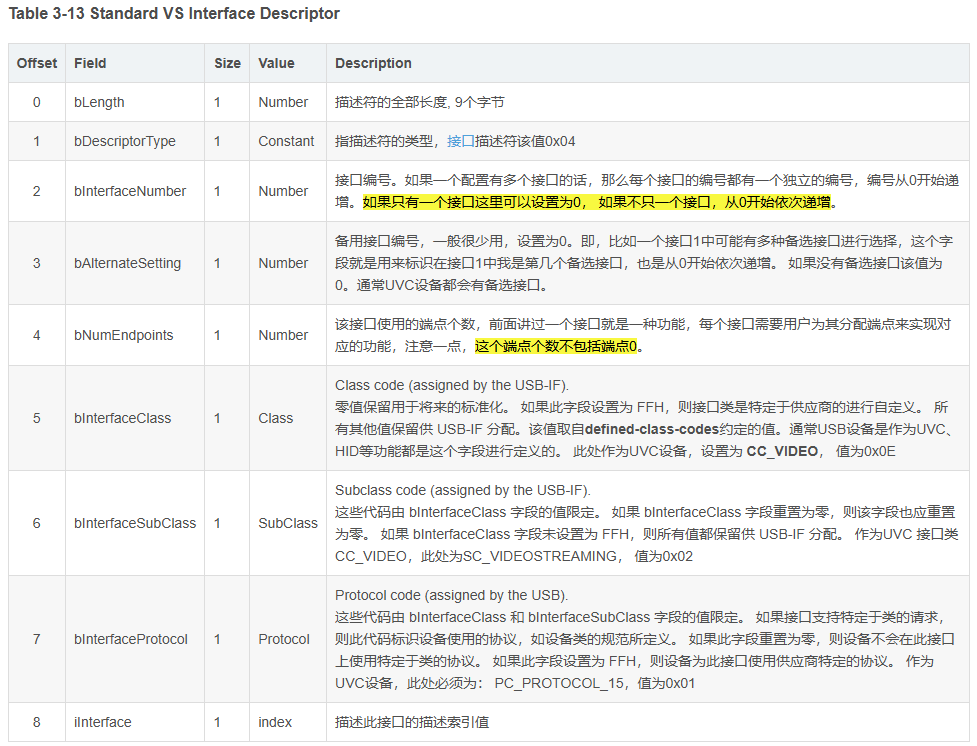 Table 3-13 Standard VS Interface Descriptor
Offset Field Size Value Description
0 bLength 1 Number 描述符的全部长度, 9个字节
1 bDescriptorType 1 Constant 指描述符的类型，接口描述符该值0x04
2 bInterfaceNumber 1 Number 接口编号。如果一个配置有多个接口的话，那么每个接口的编号都有一个独立的编号，编号从0开始递
增。如果只有一个接口这里可以设置为0， 如果不只一个接口，从0开始依次递增。
3 bAlternateSetting 1 Number 备用接口编号，一般很少用，设置为0。即，比如一个接口1中可能有多种备选接口进行选择，这个字
段就是用来标识在接口1中我是第几个备选接口，也是从0开始依次递增。 如果没有备选接口该值为
0。通常UVC设备都会有备选接口。
4 bNumEndpoints 1 Number 该接口使用的端点个数，前面讲过一个接口就是一种功能，每个接口需要用户为其分配端点来实现对
应的功能，注意一点，这个端点个数不包括端点0。
5 bInterfaceClass 1 Class Class code (assigned by the USB-IF).
零值保留用于将来的标准化。 如果此字段设置为 FFH，则接口类是特定于供应商的进行自定义。 所
有其他值保留供 USB-IF 分配。该值取自defined-class-codes约定的值。通常USB设备是作为UVC、
HID等功能都是这个字段进行定义的。 此处作为UVC设备，设置为 CC_VIDEO， 值为0x0E
6 bInterfaceSubClass 1 SubClass Subclass code (assigned by the USB-IF).
这些代码由 bInterfaceClass 字段的值限定。 如果 bInterfaceClass 字段重置为零，则该字段也应重置
为零。 如果 bInterfaceClass 字段未设置为 FFH，则所有值都保留供 USB-IF 分配。 作为UVC 接口类
CC_VIDEO，此处为SC_VIDEOSTREAMING， 值为0x02
7 bInterfaceProtocol 1 Protocol Protocol code (assigned by the USB).
这些代码由 bInterfaceClass 和 bInterfaceSubClass 字段的值限定。 如果接口支持特定于类的请求，
则此代码标识设备使用的协议，如设备类的规范所定义。 如果此字段重置为零，则设备不会在此接口
上使用特定于类的协议。 如果此字段设置为 FFH，则设备为此接口使用供应商特定的协议。 作为
UVC设备，此处必须为： PC_PROTOCOL_15，值为0x01
8 iInterface 1 index 描述此接口的描述索引值